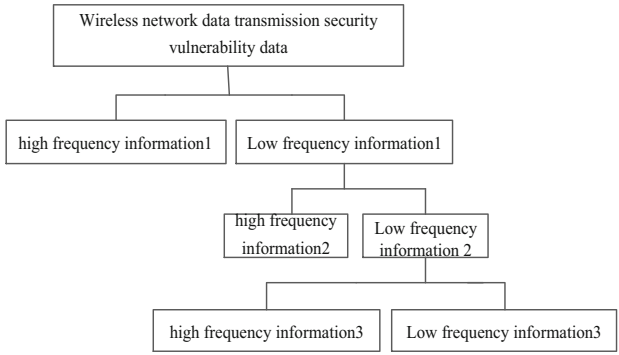 Wireless network data transmission security
vulnerability data
high frequency information1
Low frequency information1
high frequency
information2
Low frequency
information 2
high frequency information3
Low frequency information3